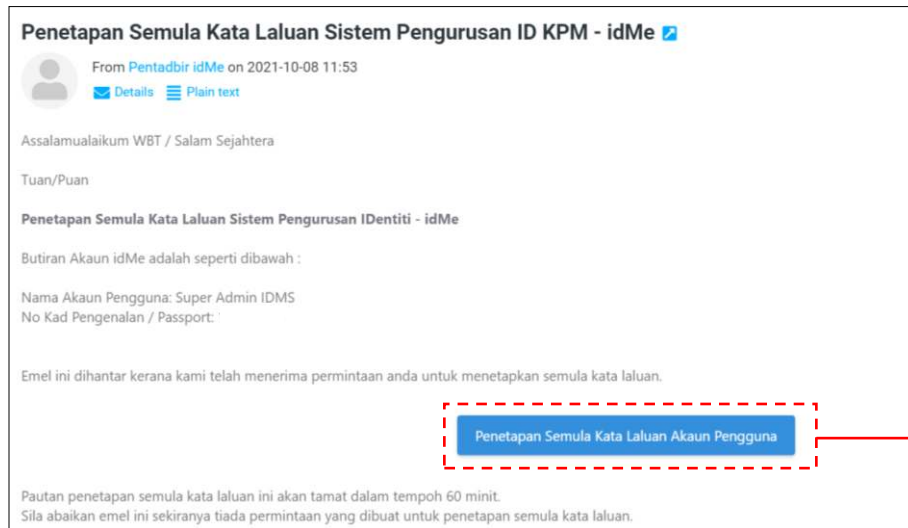 Penetapan Semula Kata Laluan Sistem Pengurusan ID KPM - idMe
From Pentadbir idMe on 2021-10-08 11:53
Details Plain text
Assalamualaikum WBT / Salam Sejahtera
Tuan/Puan
Penetapan Semula Kata Laluan Sistem Pengurusan IDentiti - idMe
Butiran Akaun idMe adalah seperti dibawah :
Nama Akaun Pengguna: Super Admin IDMS
No Kad Pengenalan / Passport:
Emel ini dihantar kerana kami telah menerima permintaan anda untuk menetapkan semula kata laluan.
Penetapan Semula Kata Laluan Akaun Pengguna
Pautan penetapan semula kata laluan ini akan tamat dalam tempoh 60 minit.
Sila abaikan emel ini sekiranya tiada permintaan yang dibuat untuk penetapan semula kata laluan.